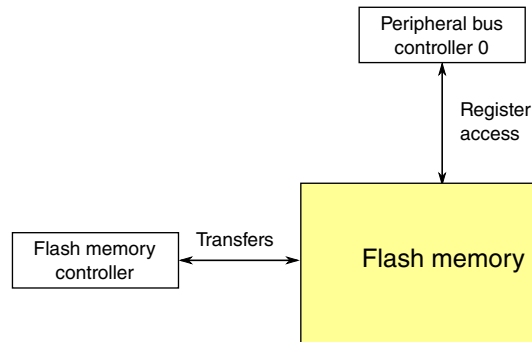 Peripheral bus
controller 0
Register
access
Transfers
Flash memory
controller
Flash memory